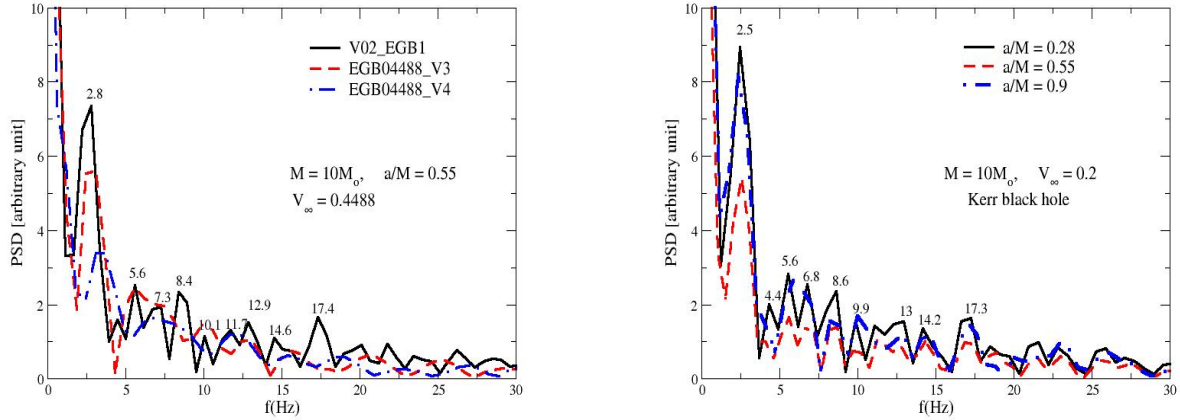 10
8
6
4
2
0
0 5 10 15 20 25 30
PSD [arbitrary unit]
f(Hz)
V02_EGB1
EGB04488_V3
EGB04488_V4
M = 10M₀, a/M = 0.55
V∞ = 0.4488
2.8
5.6
7.3
8.4
10.1
11.7
12.9
14.6
17.4
10
8
6
4
2
0
0 5 10 15 20 25 30
PSD [arbitrary unit]
f(Hz)
a/M = 0.28
a/M = 0.55
a/M = 0.9
M = 10M₀, V∞ = 0.2
Kerr black hole
2.5
4.4
5.6
6.8
8.6
9.9
13
14.2
17.3